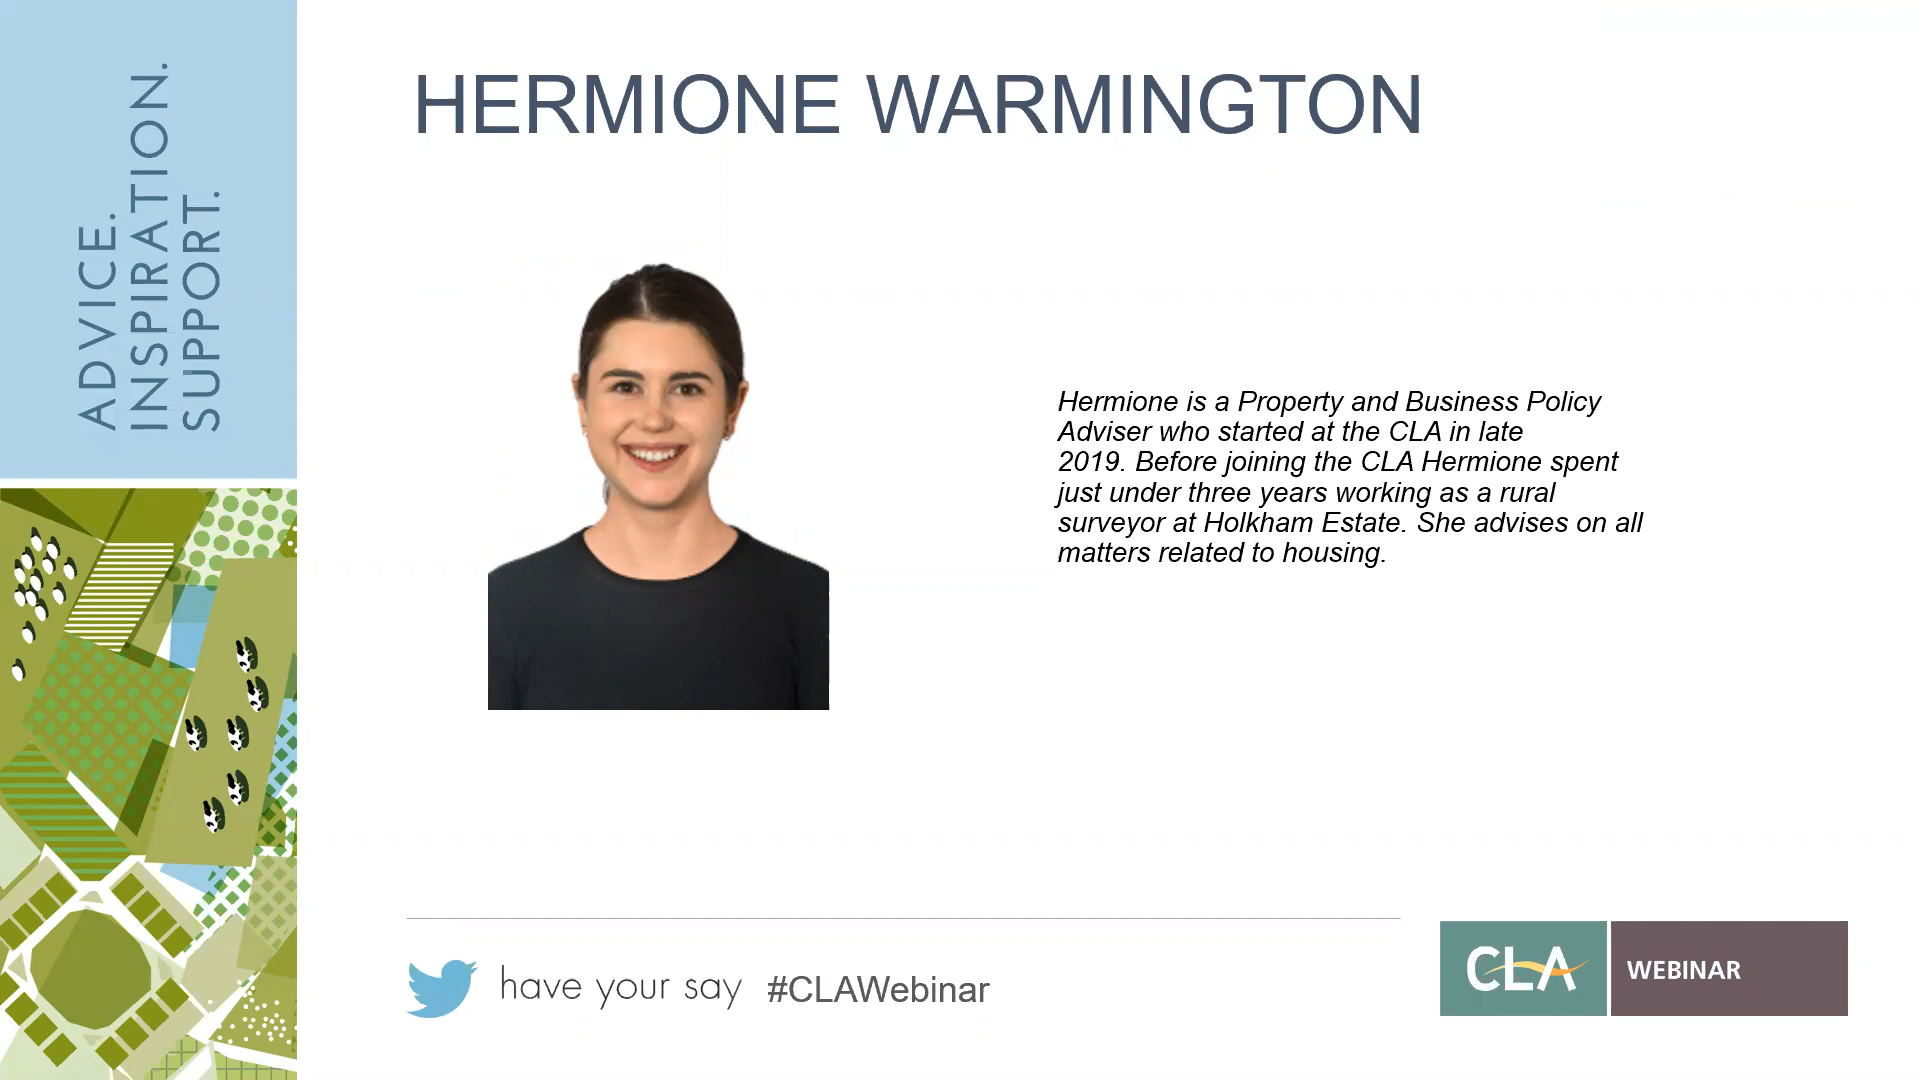 ADVICE.
INSPIRATION.
SUPPORT.
HERMIONE WARMINGTON
Hermione is a Property and Business Policy
Adviser who started at the CLA in late
2019. Before joining the CLA Hermione spent
just under three years working as a rural
surveyor at Holkham Estate. She advises on all
matters related to housing.
have your say #CLAWebinar
CLA WEBINAR